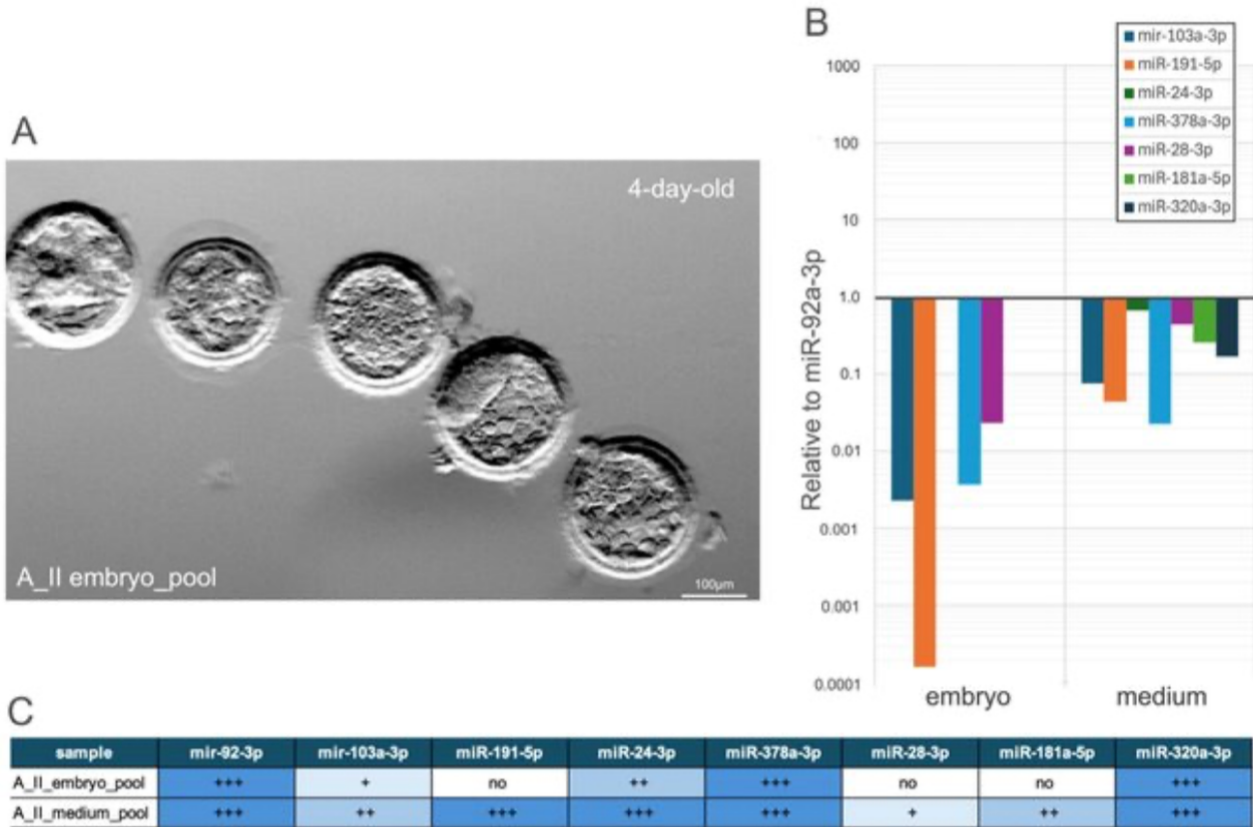 A
4-day-old
A_II embryo_pool
100µm
B
mir-103a-3p
miR-191-5p
miR-24-3p
miR-378a-3p
miR-28-3p
miR-181a-5p
miR-320a-3p
Relative to miR-92a-3p
1000
100
10
1.0
0.1
0.01
0.001
0.001
0.0001
embryo medium
C
sample mir-92-3p mir-103a-3p miR-191-5p miR-24-3p miR-378a-3p miR-28-3p miR-181a-5p miR-320a-3p
A_II_embryo_pool +++ + no ++ +++ no no +++
A_II_medium_pool +++ ++ +++ +++ +++ + ++ +++